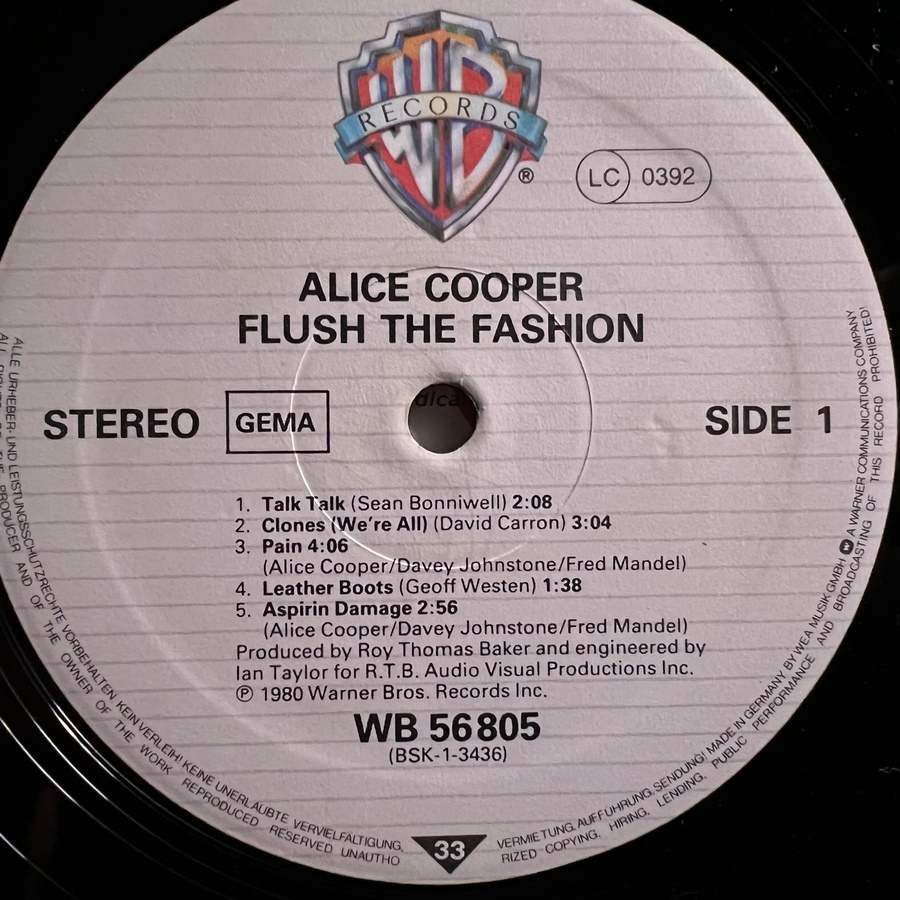 WB
RECORDS
®
LC 0392
ALICE COOPER
FLUSH THE FASHION
STEREO GEMA SIDE 1
1. Talk Talk (Sean Bonniwell) 2:08
2. Clones (We're All) (David Carron) 3:04
3. Pain 4:06
(Alice Cooper/Davey Johnstone/Fred Mandel)
4. Leather Boots (Geoff Westen) 1:38
5. Aspirin Damage 2:56
(Alice Cooper/Davey Johnstone/Fred Mandel)
Produced by Roy Thomas Baker and engineered by
Ian Taylor for R.T.B. Audio Visual Productions Inc.
℗ 1980 Warner Bros. Records Inc.
WB 56 805
(BSK-1-3436)
33
ALLE URHEBER- UND LEISTUNGSSCHUTZRECHTE VORBEHALTEN. KEIN VERLEIH! KEINE UNERLAUBTE VERVIELFÄLTIGUNG,
VERMIETUNG, AUFFÜHRUNG, SENDUNG! MADE IN GERMANY BY WEA MUSIK GMBH A WARNER COMMUNICATIONS COMPANY
PRODUCER AND OF THE OWNER OF THE WORK REPRODUCED RESERVED UNAUTHO
RIZED COPYING, HIRING, LENDING, PUBLIC PERFORMANCE AND BROADCASTING OF THIS RECORD PROHIBITED!